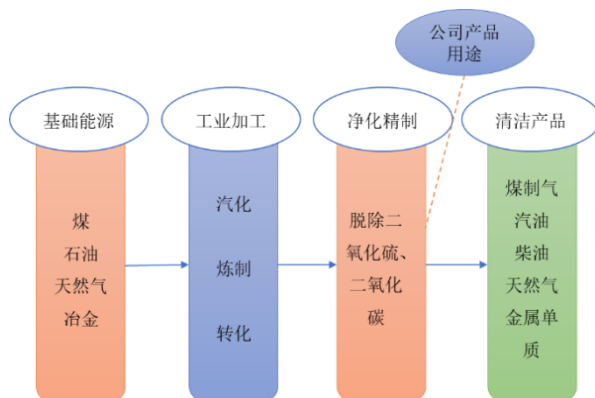 公司产品
用途
基础能源
工业加工
净化精制
清洁产品
煤
石油
天然气
冶金
汽化
炼制
转化
脱除二
氧化硫、
二氧化
碳
煤制气
汽油
柴油
天然气
金属单
质